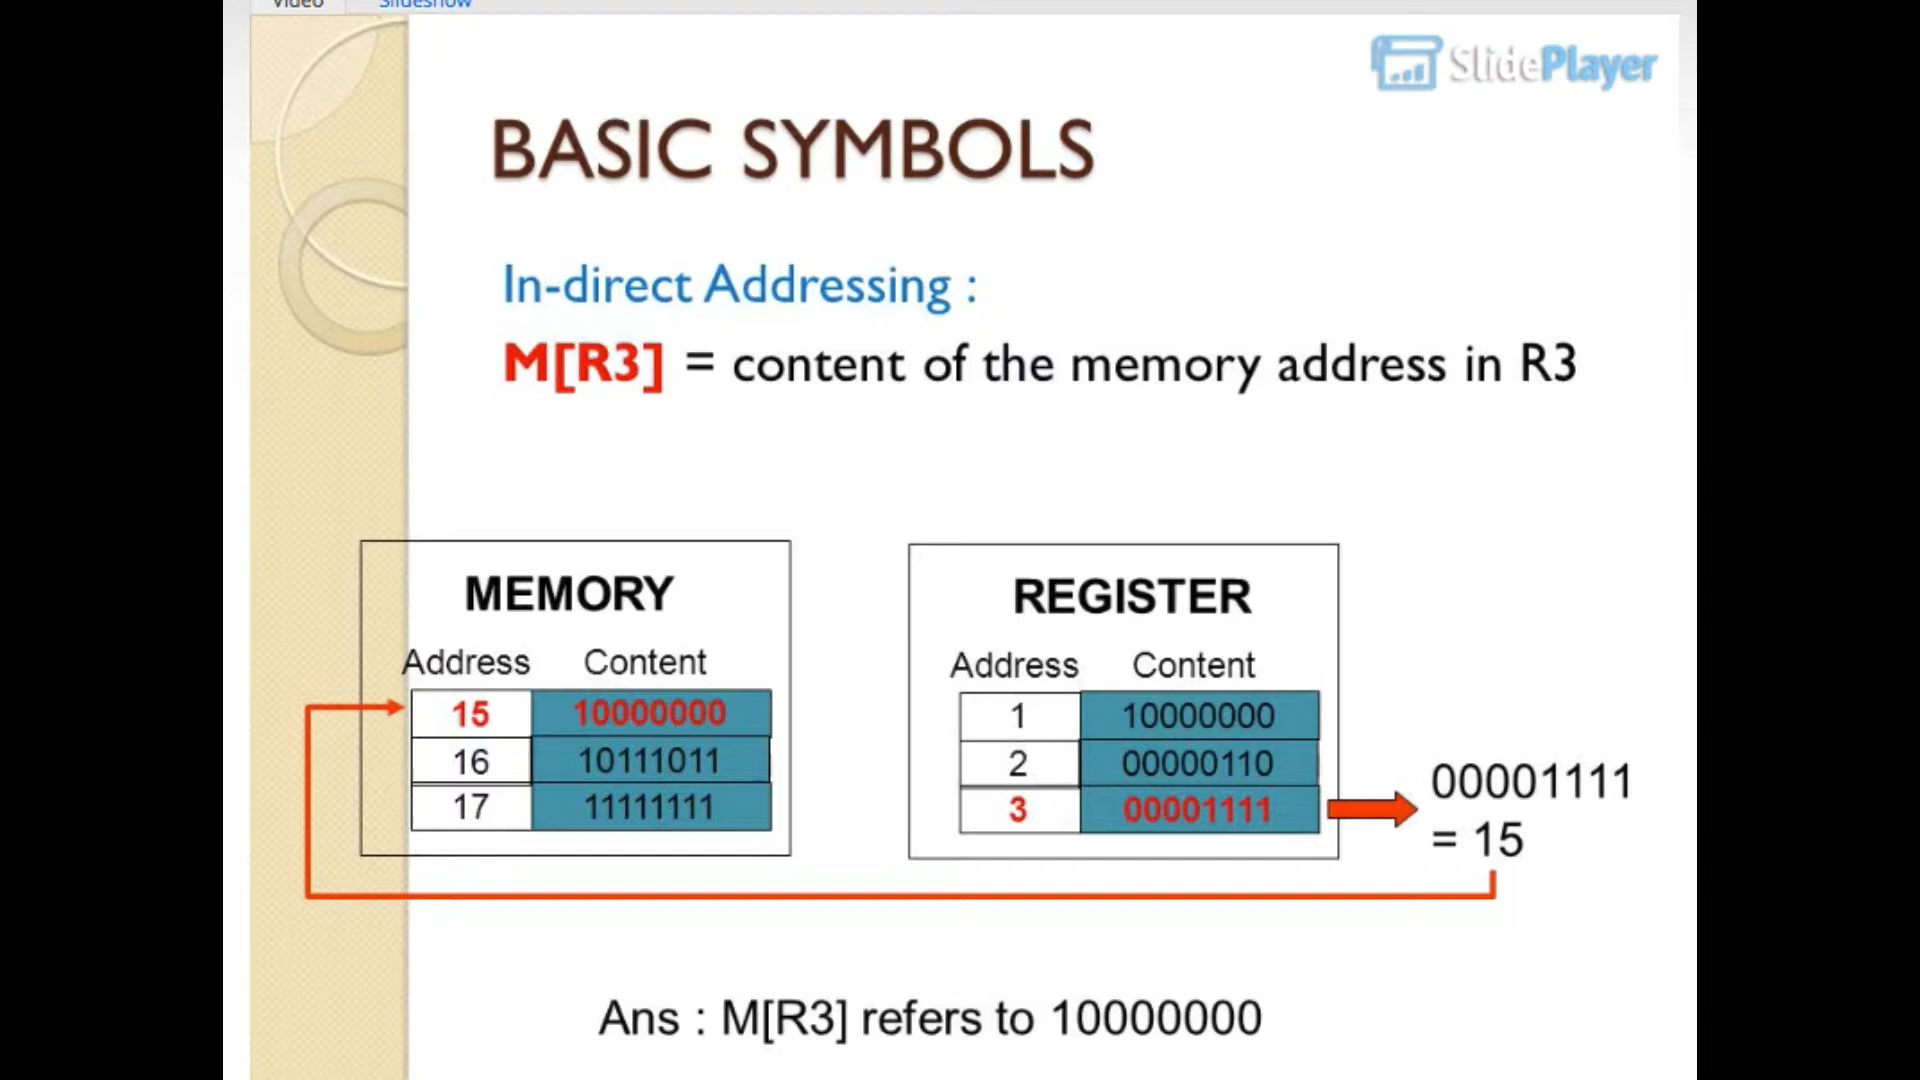 Video Slideshow
SlidePlayer
BASIC SYMBOLS
In-direct Addressing :
M[R3] = content of the memory address in R3
MEMORY
Address Content
15 10000000
16 10111011
17 11111111
REGISTER
Address Content
1 10000000
2 00000110
3 00001111
00001111
= 15
Ans : M[R3] refers to 10000000